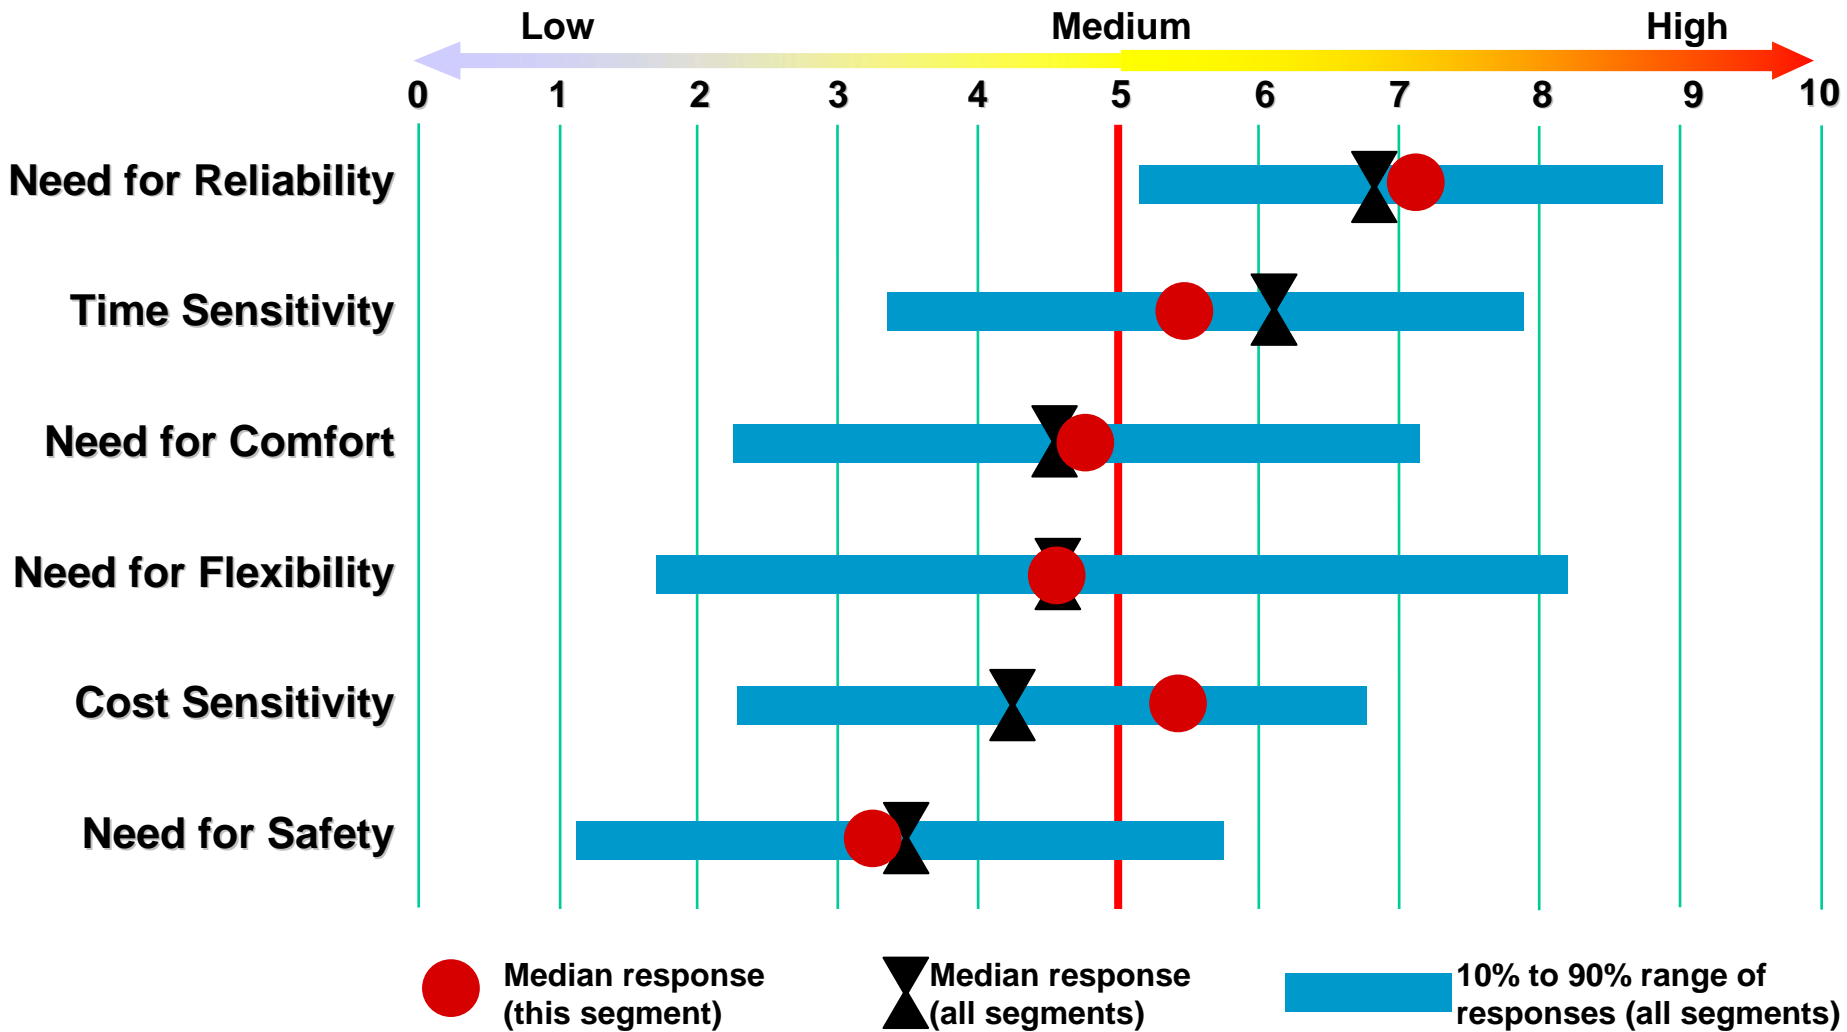 Low Medium High
0 1 2 3 4 5 6 7 8 9 10
Need for Reliability
Time Sensitivity
Need for Comfort
Need for Flexibility
Cost Sensitivity
Need for Safety
Median response
(this segment)
Median response
(all segments)
10% to 90% range of
responses (all segments)